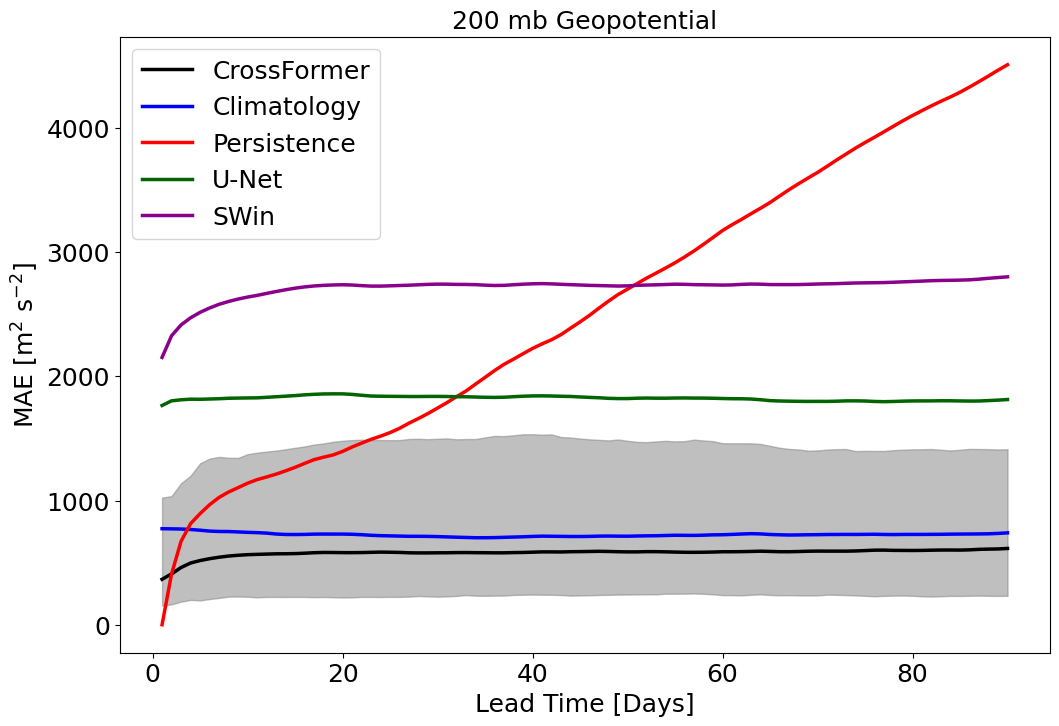 200 mb Geopotential
CrossFormer
Climatology
Persistence
U-Net
SWin
MAE [m² s⁻²]
4000
3000
2000
1000
0
0 20 40 60 80
Lead Time [Days]